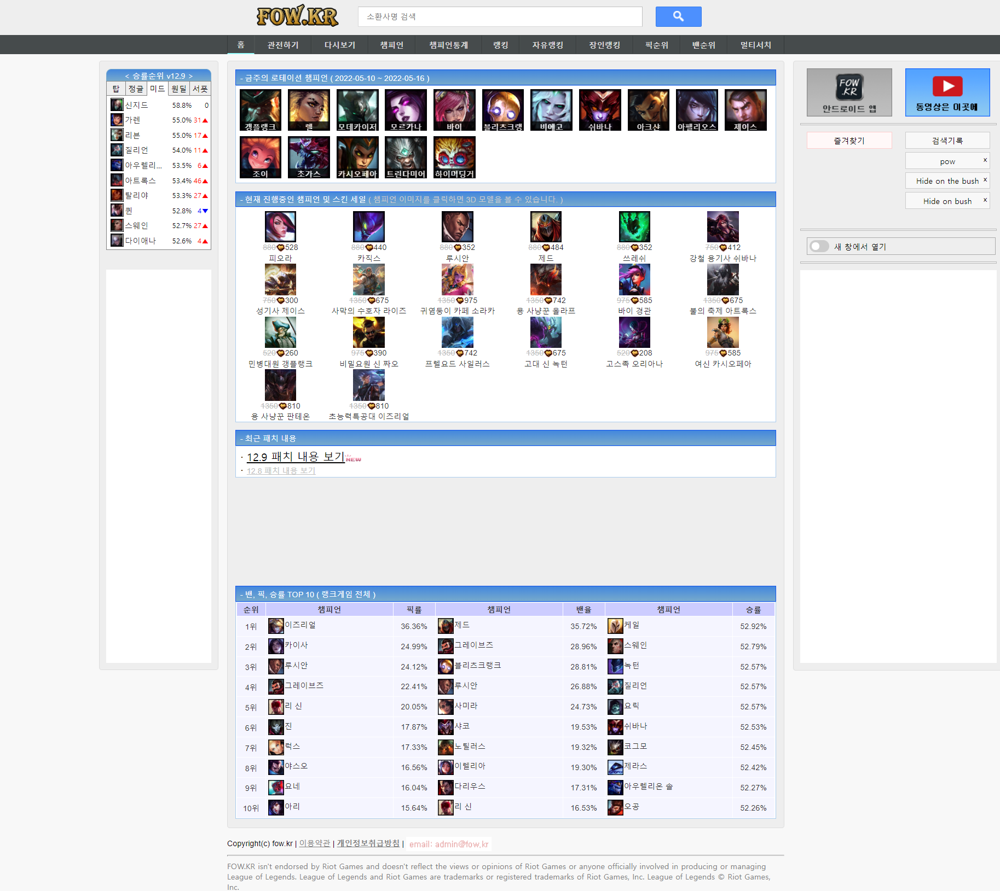 FOW.KR
소환사명 검색
홈 관전하기 다시보기 챔피언 챔피언통계 랭킹 자유랭킹 장인랭킹 픽순위 밴순위 멀티서치
< 승률순위 v12.9 >
탑 정글 미드 원딜 서폿
신지드 58.8% 0
가렌 55.0% 31▲
리븐 55.0% 17▲
질리언 54.0% 11▲
아우렐리... 53.5% 6▲
아트록스 53.4% 46▲
탈리야 53.3% 27▲
퀸 52.8% 4▼
스웨인 52.7% 27▲
다이애나 52.6% 4▲
- 금주의 로테이션 챔피언 ( 2022-05-10 ~ 2022-05-16 )
갱플랭크 렐 모데카이저 모르가나 바이 블리츠크랭 비에고 쉬바나 아크샨 아펠리오스 제이스
조이 초가스 카시오페아 트린다미어 하이머딩거
- 현재 진행중인 챔피언 및 스킨 세일 ( 챔피언 이미지를 클릭하면 3D 모델을 볼 수 있습니다. )
880 528 880 440 880 352 880 484 880 352 750 412
피오라 카직스 루시안 제드 쓰레쉬 강철 용기사 쉬바나
750 300 1350 675 1350 975 1350 742 975 585 1350 675
성기사 제이스 사막의 수호자 라이즈 귀염둥이 카페 소라카 용 사냥꾼 올라프 바이 경관 불의 축제 아트록스
520 260 975 390 1350 742 1350 675 520 208 975 585
민병대원 갱플랭크 비밀요원 신 짜오 프렐요드 사일러스 고대 신 녹턴 고스족 오리아나 여신 카시오페아
1350 810 1350 810
용 사냥꾼 판테온 초능력특공대 이즈리얼
- 최근 패치 내용
· 12.9 패치 내용 보기 NEW
· 12.8 패치 내용 보기
- 밴, 픽, 승률 TOP 10 ( 랭크게임 전체 )
순위 챔피언 픽률 챔피언 밴율 챔피언 승률
1위 이즈리얼 36.36% 제드 35.72% 케일 52.92%
2위 카이사 24.99% 그레이브즈 28.96% 스웨인 52.79%
3위 루시안 24.12% 블리츠크랭크 28.81% 녹턴 52.57%
4위 그레이브즈 22.41% 루시안 26.88% 질리언 52.57%
5위 리 신 20.05% 사미라 24.73% 요릭 52.57%
6위 진 17.87% 샤코 19.53% 쉬바나 52.53%
7위 럭스 17.33% 노틸러스 19.32% 코그모 52.45%
8위 야스오 16.56% 이렐리아 19.30% 제라스 52.42%
9위 요네 16.04% 다리우스 17.31% 아우렐리온 솔 52.27%
10위 아리 15.64% 리 신 16.53% 오공 52.26%
FOW
.KR
안드로이드 앱 동영상은 이곳에
즐겨찾기 검색기록
pow x
Hide on the bush x
Hide on bush x
새 창에서 열기
Copyright(c) fow.kr | 이용약관 | 개인정보취급방침 | email: admin@fow.kr
FOW.KR isn't endorsed by Riot Games and doesn't reflect the views or opinions of Riot Games or anyone officially involved in producing or managing
League of Legends. League of Legends and Riot Games are trademarks or registered trademarks of Riot Games, Inc. League of Legends © Riot Games,
Inc.